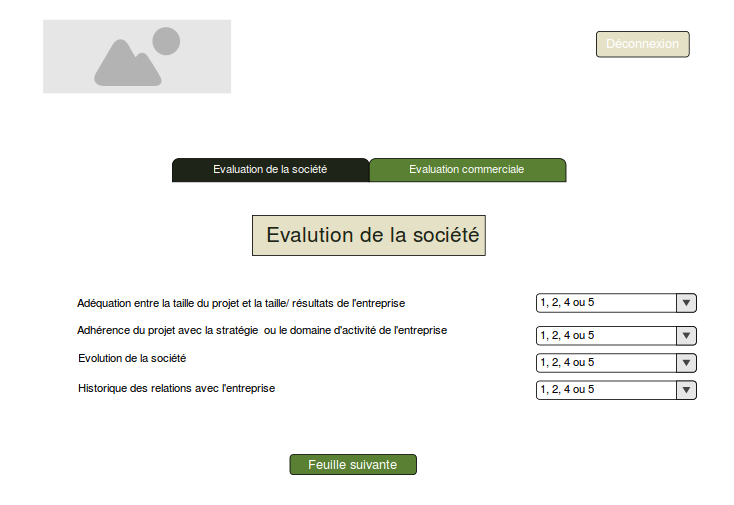 Déconnexion
Evaluation de la société
Evaluation commerciale
Evalution de la société
Adéquation entre la taille du projet et la taille/ résultats de l'entreprise
1, 2, 4 ou 5
Adhérence du projet avec la stratégie  ou le domaine d'activité de l'entreprise
1, 2, 4 ou 5
Evolution de la société
1, 2, 4 ou 5
Historique des relations avec l'entreprise
1, 2, 4 ou 5
Feuille suivante